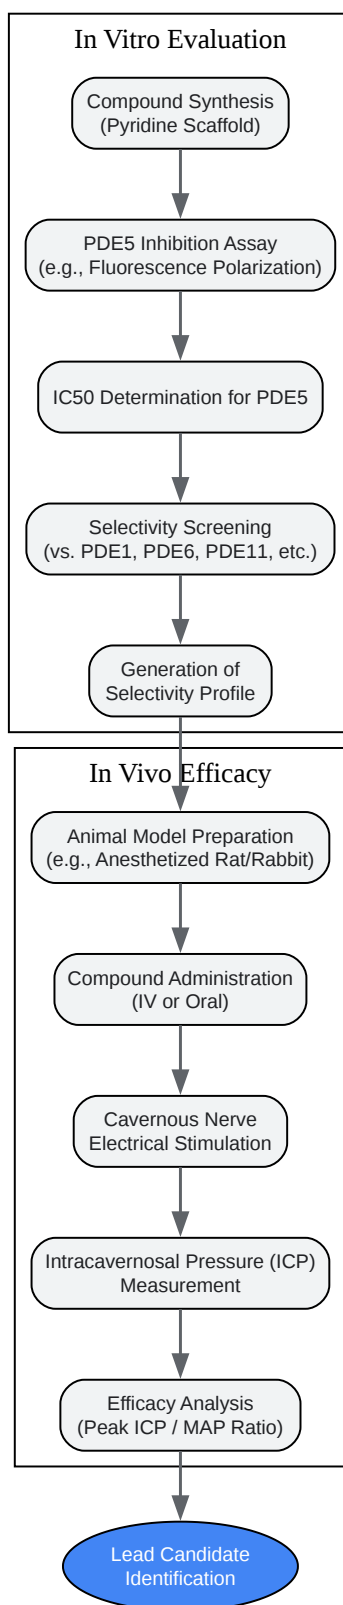 In Vitro Evaluation
Compound Synthesis
(Pyridine Scaffold)
PDE5 Inhibition Assay
(e.g., Fluorescence Polarization)
IC50 Determination for PDE5
Selectivity Screening
(vs. PDE1, PDE6, PDE11, etc.)
Generation of
Selectivity Profile
In Vivo Efficacy
Animal Model Preparation
(e.g., Anesthetized Rat/Rabbit)
Compound Administration
(IV or Oral)
Cavernous Nerve
Electrical Stimulation
Intracavernosal Pressure (ICP)
Measurement
Efficacy Analysis
(Peak ICP / MAP Ratio)
Lead Candidate
Identification